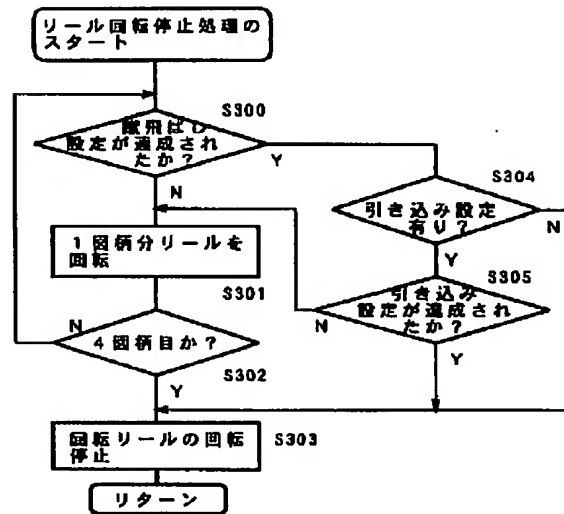 リール回転停止処理の
スタート
S300
蹴飛ばし
設定が達成され
たか？
Y
N
S304
引き込み設定
有り？
N
Y
1図柄分リールを
回転
S301
S305
引き込み
設定が達成され
たか？
N
Y
N
4図柄目か？
Y
S302
回転リールの回転
停止
S303
リターン